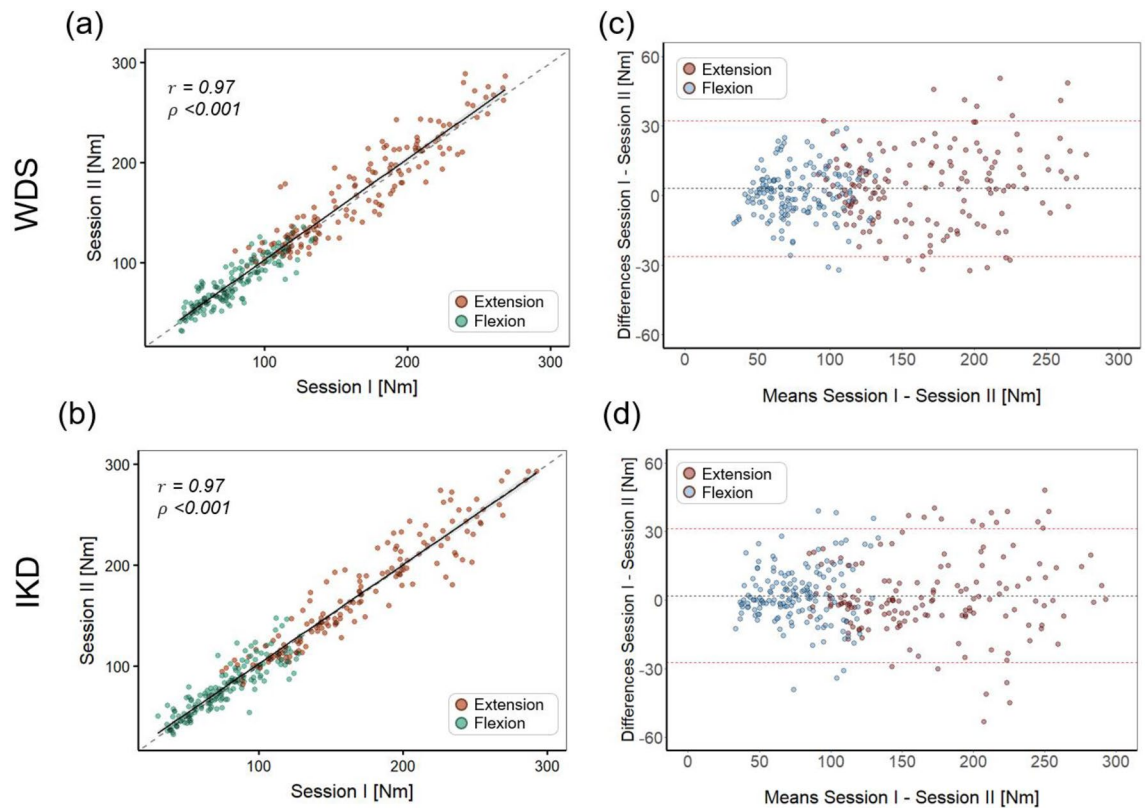 (a)
WDS
r = 0.97
ρ <0.001
300
200
100
Session II [Nm]
Extension
Flexion
100
200
300
Session I [Nm]
(c)
60
30
0
-30
-60
Differences Session I - Session II [Nm]
Extension
Flexion
0
50
100
150
200
250
300
Means Session I - Session II [Nm]
(b)
IKD
r = 0.97
ρ <0.001
300
200
100
Session II [Nm]
Extension
Flexion
100
200
300
Session I [Nm]
(d)
60
30
0
-30
-60
Differences Session I - Session II [Nm]
Extension
Flexion
0
50
100
150
200
250
300
Means Session I - Session II [Nm]